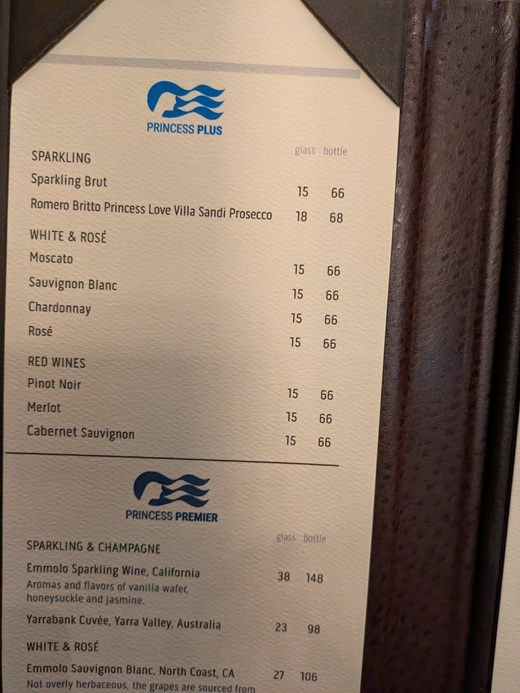 PRINCESS PLUS
glass bottle
SPARKLING
Sparkling Brut 15 66
Romero Britto Princess Love Villa Sandi Prosecco 18 68
WHITE & ROSÉ
Moscato 15 66
Sauvignon Blanc 15 66
Chardonnay 15 66
Rosé 15 66
RED WINES
Pinot Noir 15 66
Merlot 15 66
Cabernet Sauvignon 15 66
PRINCESS PREMIER
glass bottle
SPARKLING & CHAMPAGNE
Emmolo Sparkling Wine, California 38 148
Aromas and flavors of vanilla wafer,
honeysuckle and jasmine.
Yarrabank Cuvée, Yarra Valley, Australia 23 98
WHITE & ROSÉ
Emmolo Sauvignon Blanc, North Coast, CA 27 106
Not overly herbaceous, the grapes are sourced from